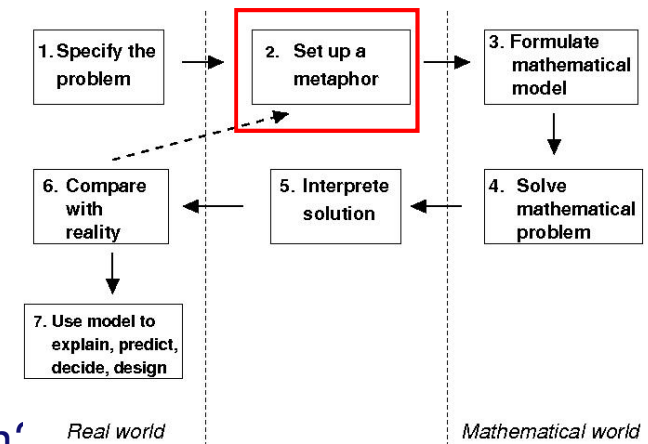 1. Specify the
problem
2. Set up a
metaphor
3. Formulate
mathematical
model
4. Solve
mathematical
problem
5. Interprete
solution
6. Compare
with
reality
7. Use model to
explain, predict,
decide, design
Real world
Mathematical world